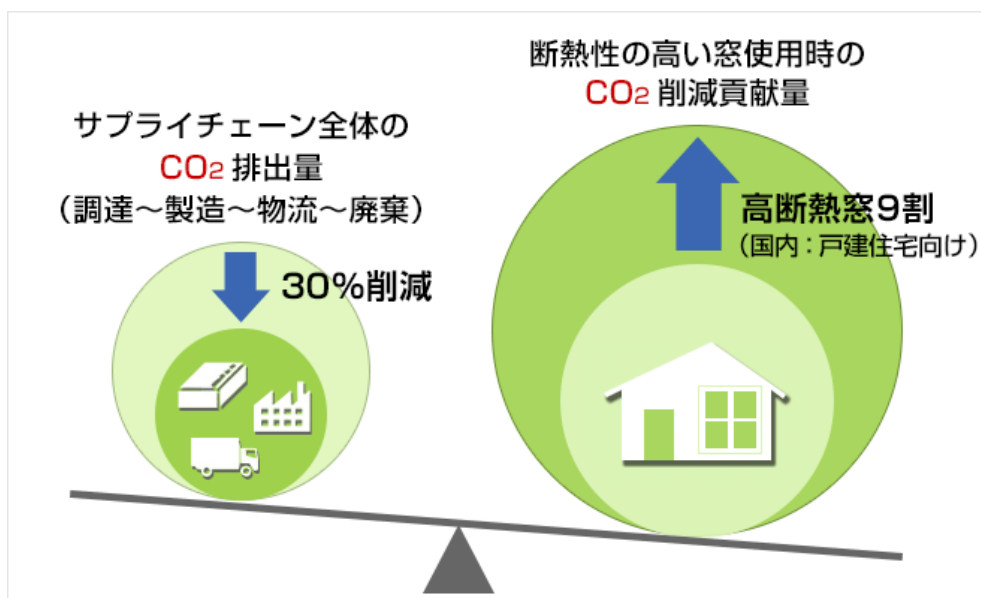 サプライチェーン全体の
CO₂ 排出量
（調達～製造～物流～廃棄）
30%削減
断熱性の高い窓使用時の
CO₂ 削減貢献量
高断熱窓9割
（国内：戸建住宅向け）